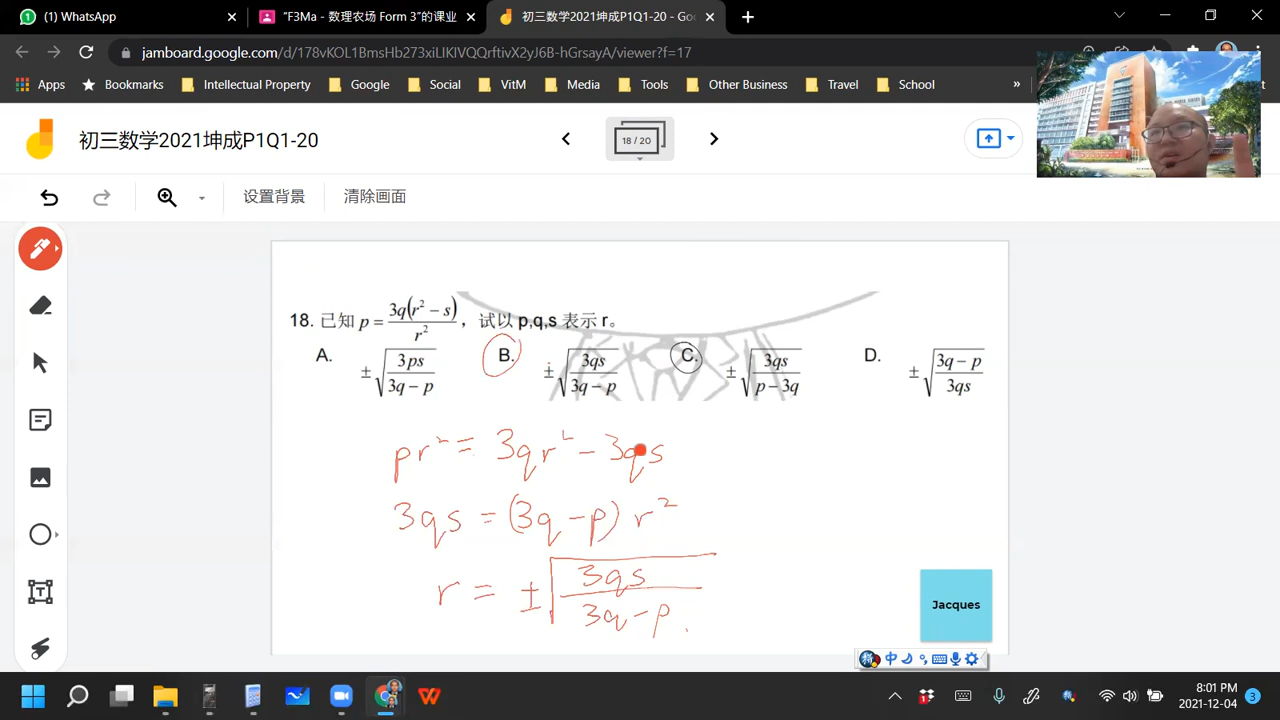 (1) WhatsApp
"F3Ma - 数理农场 Form 3"的课业
初三数学2021坤成P1Q1-20 - Goo
jamboard.google.com/d/178vKOL1BmsHb273xiLIKIVQQrftivX2yJ6B-hGrsayA/viewer?f=17
Apps Bookmarks Intellectual Property Google Social VitM Media Tools Other Business Travel School »
初三数学2021坤成P1Q1-20
18 / 20
设置背景 清除画面
18. 已知 p = 3q(r² − s)/r² ，试以 p,q,s 表示 r。
A. ±√(3ps/(3q − p)) B. ±√(3qs/(3q − p)) C. ±√(3qs/(p − 3q)) D. ±√((3q − p)/3qs)
pr² = 3qr² − 3qs
3qs = (3q − p) r²
r = ±√(3qs/(3q − p))
Jacques
拼 中
8:01 PM
2021-12-04
3